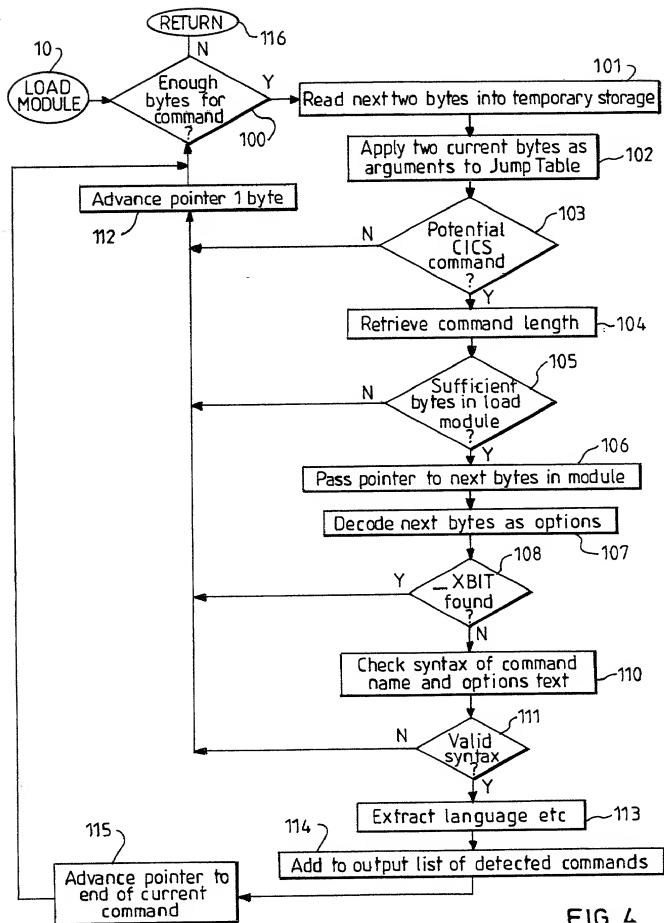 RETURN
116
10
N
LOAD
MODULE
Enough
bytes for
command
?
Y
100
101
Read next two bytes into temporary storage
Apply two current bytes as
arguments to Jump Table
102
Advance pointer 1 byte
112
103
N
Potential
CICS
command
?
Y
Retrieve command length
104
105
N
Sufficient
bytes in load
module
?
Y
106
Pass pointer to next bytes in module
Decode next bytes as options
107
108
Y
_XBIT
found
?
N
Check syntax of command
name and options text
110
111
N
Valid
syntax
?
Y
Extract language etc
113
114
Add to output list of detected commands
115
Advance pointer to
end of current
command
FIG 4